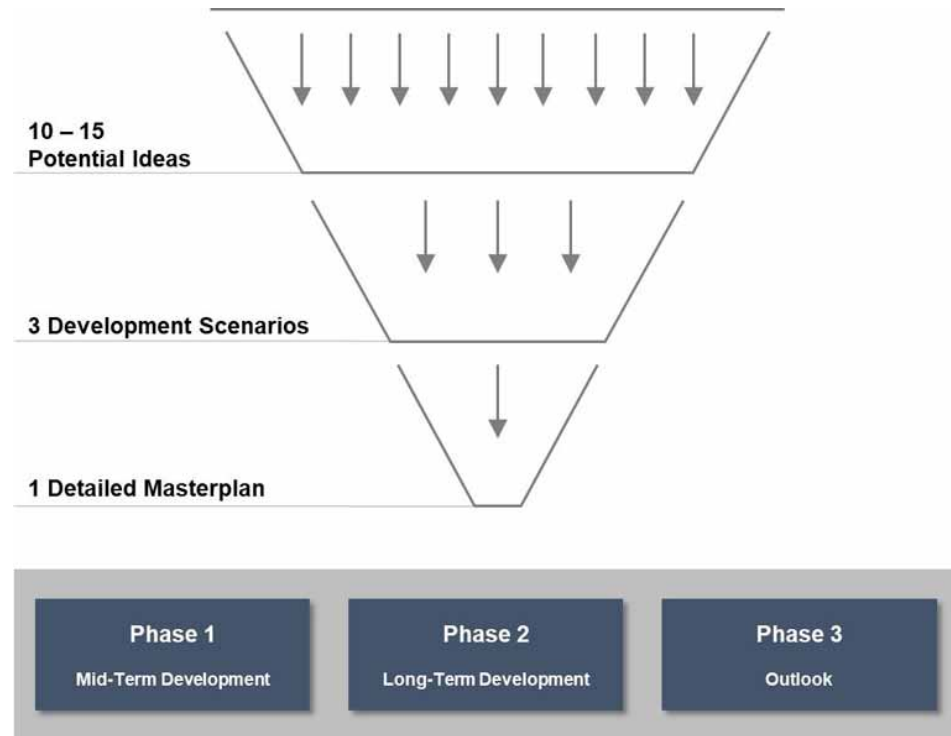 10 – 15
Potential Ideas
3 Development Scenarios
1 Detailed Masterplan
Phase 1
Mid-Term Development
Phase 2
Long-Term Development
Phase 3
Outlook